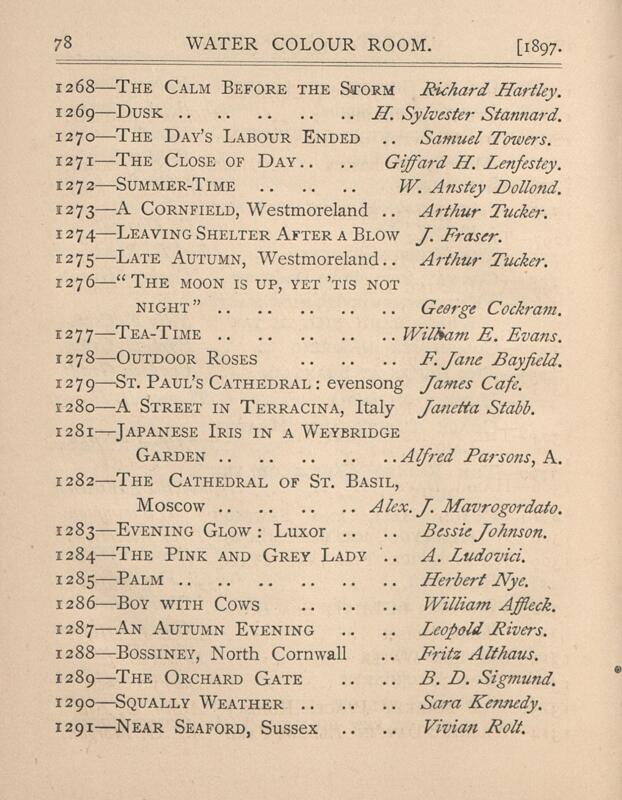 78 WATER COLOUR ROOM. [1897.
1268—THE CALM BEFORE THE STORM Richard Hartley.
1269—DUSK .. .. .. .. .. H. Sylvester Stannard.
1270—THE DAY'S LABOUR ENDED .. Samuel Towers.
1271—THE CLOSE OF DAY.. .. Giffard H. Lenfestey.
1272—SUMMER-TIME .. .. .. W. Anstey Dollond.
1273—A CORNFIELD, Westmoreland .. Arthur Tucker.
1274—LEAVING SHELTER AFTER A BLOW J. Fraser.
1275—LATE AUTUMN, Westmoreland.. Arthur Tucker.
1276—“ THE MOON IS UP, YET 'TIS NOT
NIGHT” .. .. .. .. .. George Cockram.
1277—TEA-TIME .. .. .. .. .. William E. Evans.
1278—OUTDOOR ROSES .. .. .. F. Jane Bayfield.
1279—ST. PAUL'S CATHEDRAL : evensong James Cafe.
1280—A STREET IN TERRACINA, Italy Janetta Stabb.
1281—JAPANESE IRIS IN A WEYBRIDGE
GARDEN .. .. .. .. .. Alfred Parsons, A.
1282—THE CATHEDRAL OF ST. BASIL,
Moscow .. .. .. .. Alex. J. Mavrogordato.
1283—EVENING GLOW : Luxor .. .. Bessie Johnson.
1284—THE PINK AND GREY LADY .. A. Ludovici.
1285—PALM .. .. .. .. .. .. Herbert Nye.
1286—BOY WITH COWS .. .. .. William Affleck.
1287—AN AUTUMN EVENING .. .. Leopold Rivers.
1288—BOSSINEY, North Cornwall .. Fritz Althaus.
1289—THE ORCHARD GATE .. .. B. D. Sigmund.
1290—SQUALLY WEATHER .. .. .. Sara Kennedy.
1291—NEAR SEAFORD, Sussex .. .. Vivian Rolt.